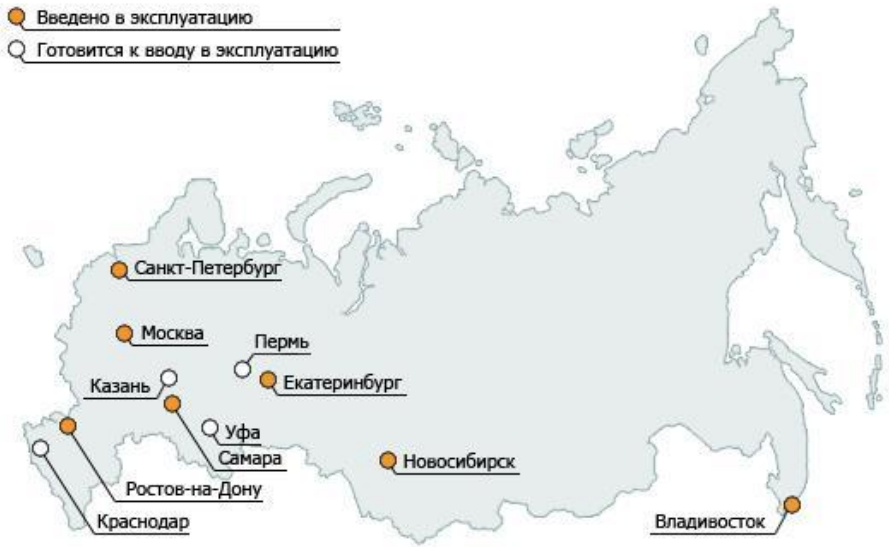 Введено в эксплуатацию
Готовится к вводу в эксплуатацию
Санкт-Петербург
Москва
Пермь
Казань
Екатеринбург
Уфа
Самара
Новосибирск
Ростов-на-Дону
Краснодар
Владивосток